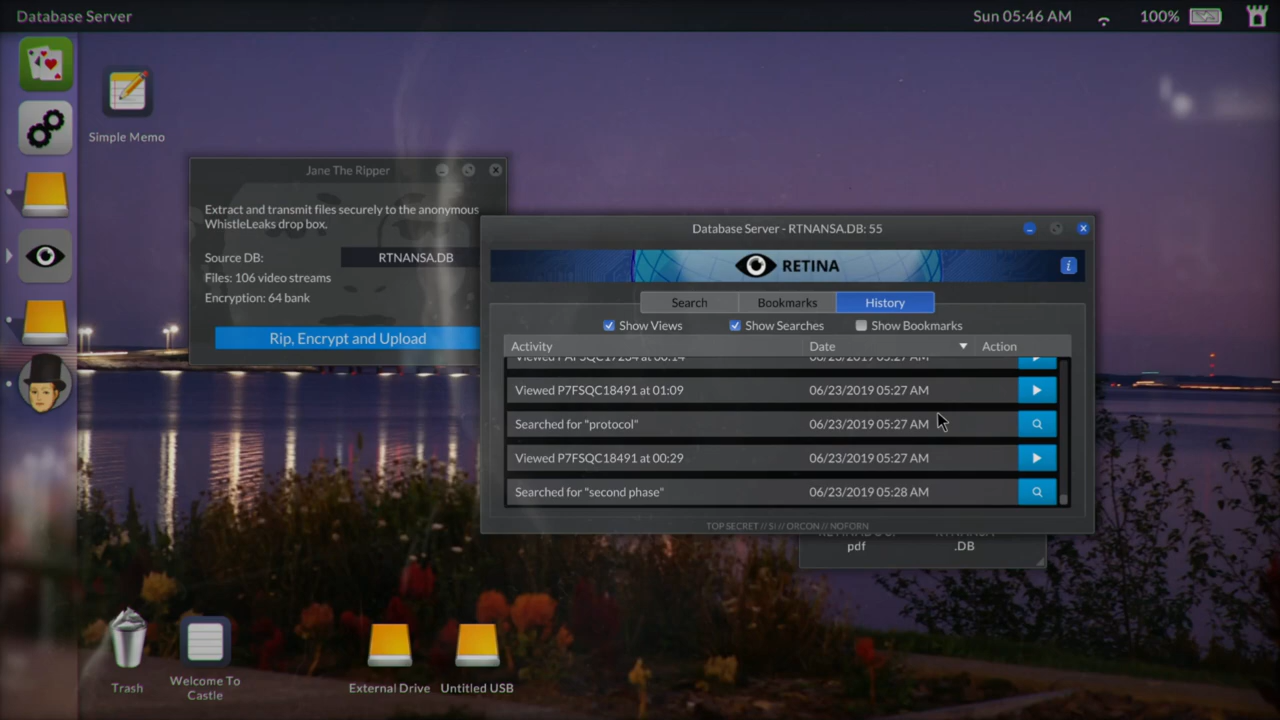 Database Server
Sun 05:46 AM
100%
Simple Memo
Jane The Ripper
Extract and transmit files securely to the anonymous
WhistleLeaks drop box.
Source DB:
RTNANSA.DB
Files: 106 video streams
Encryption: 64 bank
Rip, Encrypt and Upload
Database Server - RTNANSA.DB: 55
RETINA
i
Search
Bookmarks
History
Show Views
Show Searches
Show Bookmarks
Activity
Date
Action
Viewed P7FSQC18491 at 01:09
06/23/2019 05:27 AM
Searched for "protocol"
06/23/2019 05:27 AM
Viewed P7FSQC18491 at 00:29
06/23/2019 05:27 AM
Searched for "second phase"
06/23/2019 05:28 AM
TOP SECRET // SI // ORCON // NOFORN
pdf
.DB
Trash
Welcome To
Castle
External Drive
Untitled USB